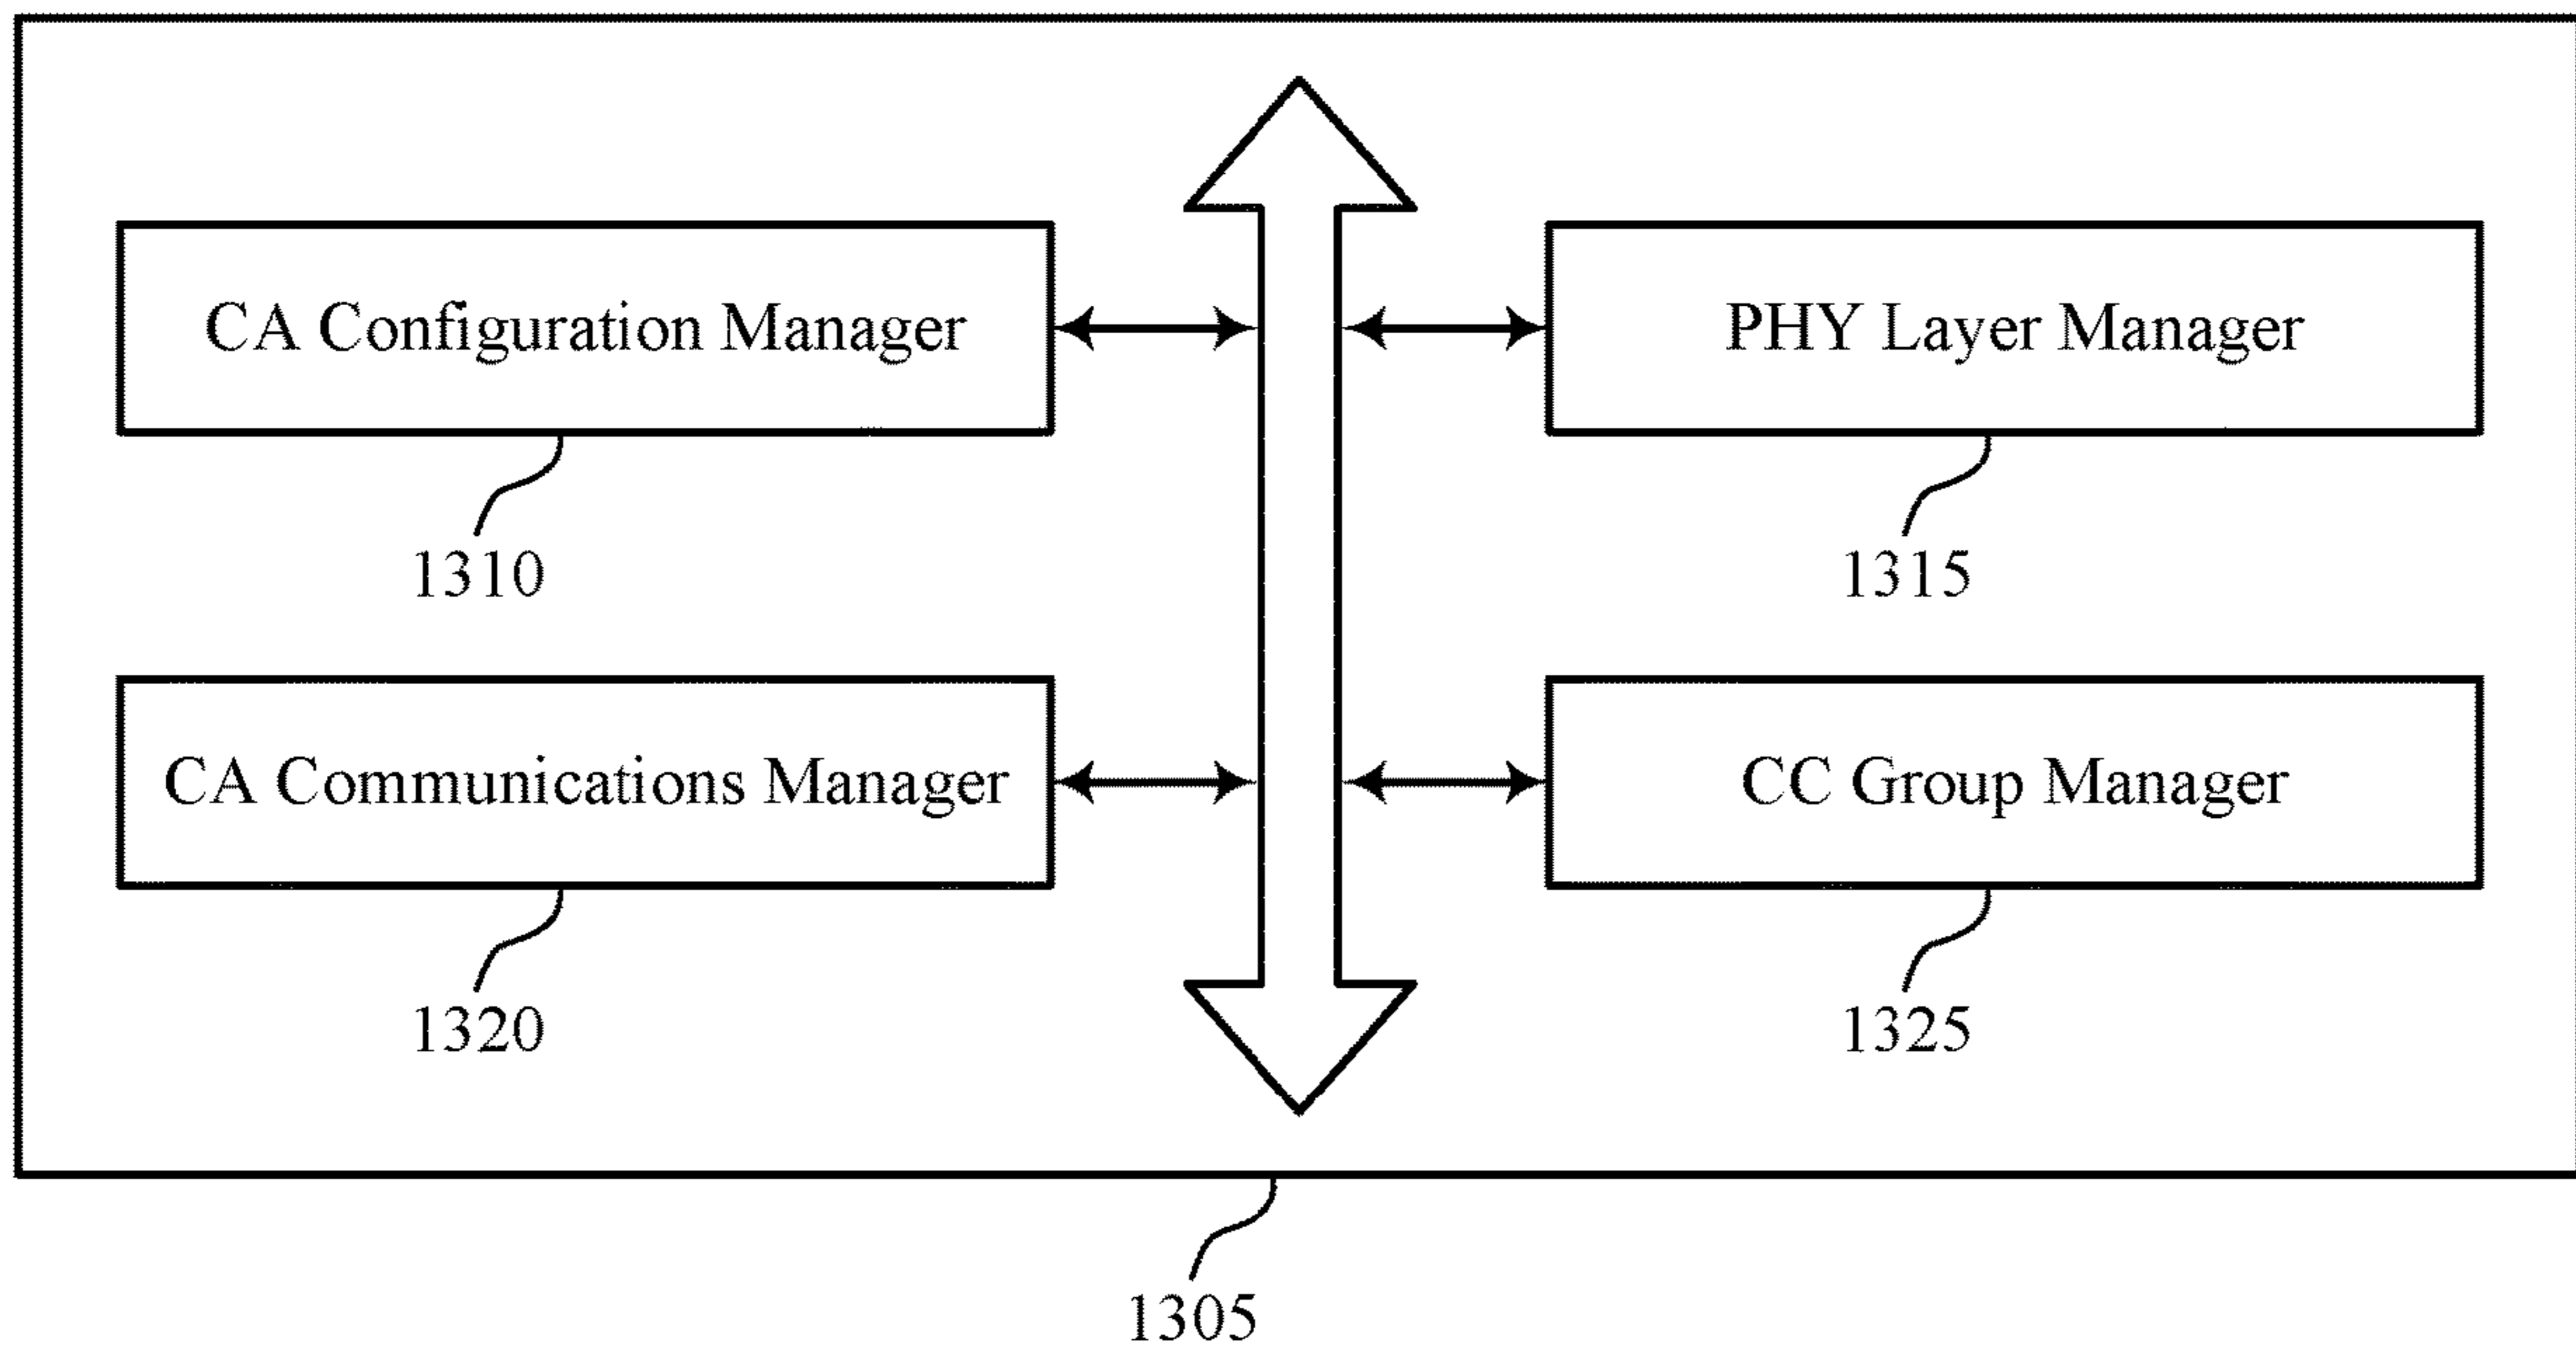 CA Configuration Manager
PHY Layer Manager
1310
1315
CA Communications Manager
CC Group Manager
1320
1325
1305